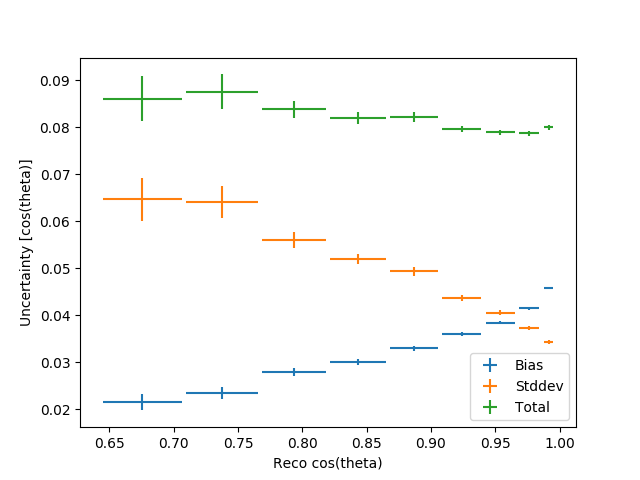 0.09
0.08
0.07
0.06
0.05
0.04
0.03
0.02
Uncertainty [cos(theta)]
Bias
Stddev
Total
0.65 0.70 0.75 0.80 0.85 0.90 0.95 1.00
Reco cos(theta)